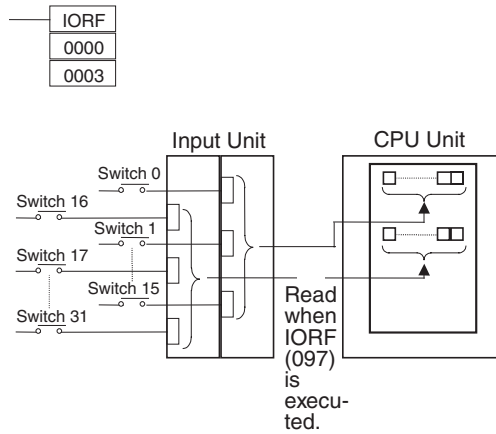 IORF
0000
0003
Input Unit
CPU Unit
Switch 0
Switch 16
Switch 1
Switch 17
Switch 15
Switch 31
Read
when
IORF
(097)
is
execu-
ted.